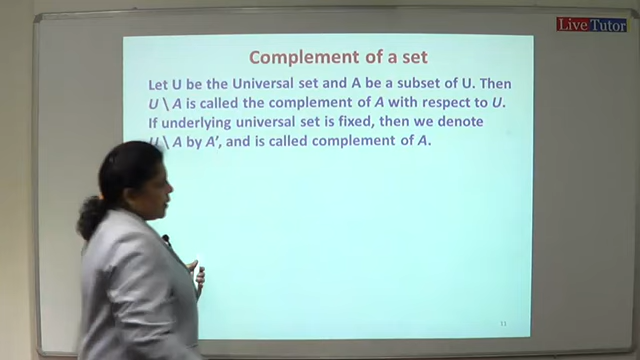 Live Tutor
Complement of a set
Let U be the Universal set and A be a subset of U. Then
U \ A is called the complement of A with respect to U.
If underlying universal set is fixed, then we denote
U \ A by A′, and is called complement of A.
11